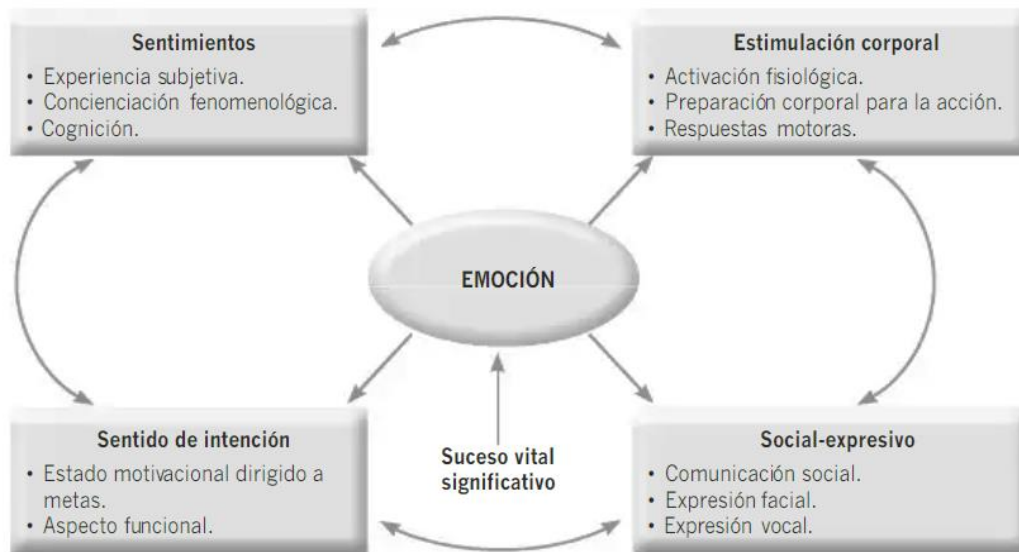 Sentimientos
• Experiencia subjetiva.
• Concienciación fenomenológica.
• Cognición.
Estimulación corporal
• Activación fisiológica.
• Preparación corporal para la acción.
• Respuestas motoras.
EMOCIÓN
Sentido de intención
• Estado motivacional dirigido a
metas.
• Aspecto funcional.
Suceso vital
significativo
Social-expresivo
• Comunicación social.
• Expresión facial.
• Expresión vocal.